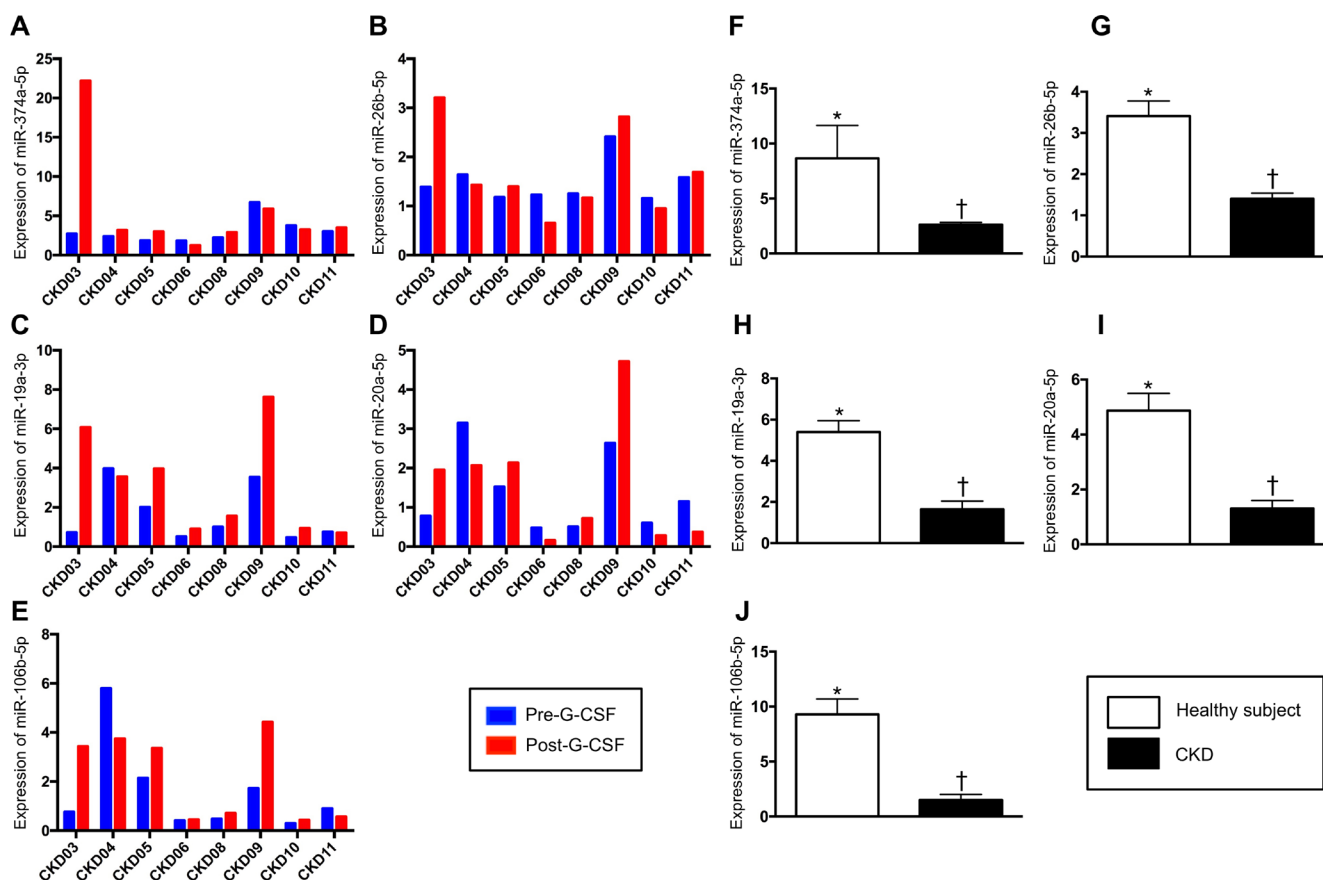 A
Expression of miR-374a-5p
25
20
15
10
5
0
CKD03 CKD04 CKD05 CKD06 CKD08 CKD09 CKD10 CKD11
B
Expression of miR-26b-5p
4
3
2
1
0
CKD03 CKD04 CKD05 CKD06 CKD08 CKD09 CKD10 CKD11
F
Expression of miR-374a-5p
15
10
5
0
*
†
G
Expression of miR-26b-5p
4
3
2
1
0
*
†
C
Expression of miR-19a-3p
10
8
6
4
2
0
CKD03 CKD04 CKD05 CKD06 CKD08 CKD09 CKD10 CKD11
D
Expression of miR-20a-5p
5
4
3
2
1
0
CKD03 CKD04 CKD05 CKD06 CKD08 CKD09 CKD10 CKD11
H
Expression of miR-19a-3p
8
6
4
2
0
*
†
I
Expression of miR-20a-5p
6
4
2
0
*
†
E
Expression of miR-106b-5p
8
6
4
2
0
CKD03 CKD04 CKD05 CKD06 CKD08 CKD09 CKD10 CKD11
Pre-G-CSF
Post-G-CSF
J
Expression of miR-106b-5p
15
10
5
0
*
†
Healthy subject
CKD